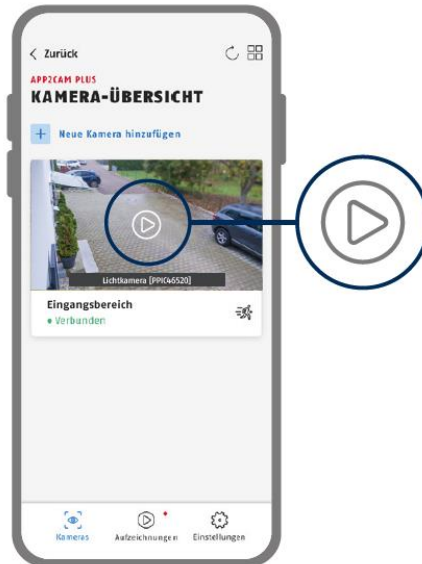 Zurück
APP2CAM PLUS
KAMERA-ÜBERSICHT
Neue Kamera hinzufügen
Lichtkamera [PPIC46520]
Eingangsbereich
Verbunden
Kameras Aufzeichnungen Einstellungen